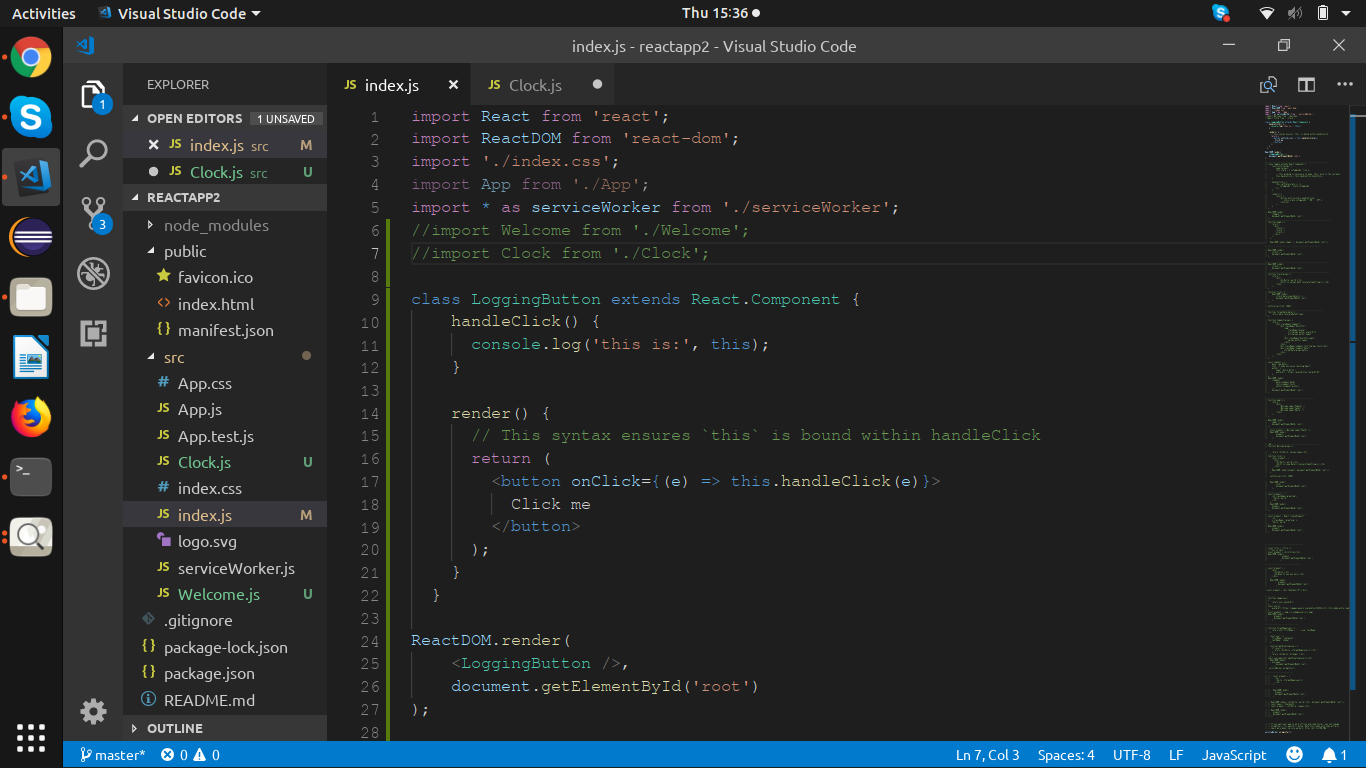 Activities Visual Studio Code Thu 15:36
index.js - reactapp2 - Visual Studio Code
EXPLORER
OPEN EDITORS 1 UNSAVED
JS index.js src M
JS Clock.js src U
REACTAPP2
node_modules
public
favicon.ico
<> index.html
{} manifest.json
src
# App.css
JS App.js
JS App.test.js
JS Clock.js U
# index.css
JS index.js M
logo.svg
JS serviceWorker.js
JS Welcome.js U
.gitignore
{} package-lock.json
{} package.json
README.md
OUTLINE
1
3
JS index.js JS Clock.js
1 import React from 'react';
2 import ReactDOM from 'react-dom';
3 import './index.css';
4 import App from './App';
5 import * as serviceWorker from './serviceWorker';
6 //import Welcome from './Welcome';
7 //import Clock from './Clock';
8
9 class LoggingButton extends React.Component {
10 handleClick() {
11 console.log('this is:', this);
12 }
13
14 render() {
15 // This syntax ensures `this` is bound within handleClick
16 return (
17 <button onClick={(e) => this.handleClick(e)}>
18 Click me
19 </button>
20 );
21 }
22 }
23
24 ReactDOM.render(
25 <LoggingButton />,
26 document.getElementById('root')
27 );
28
master* 0 0 Ln 7, Col 3 Spaces: 4 UTF-8 LF JavaScript 1